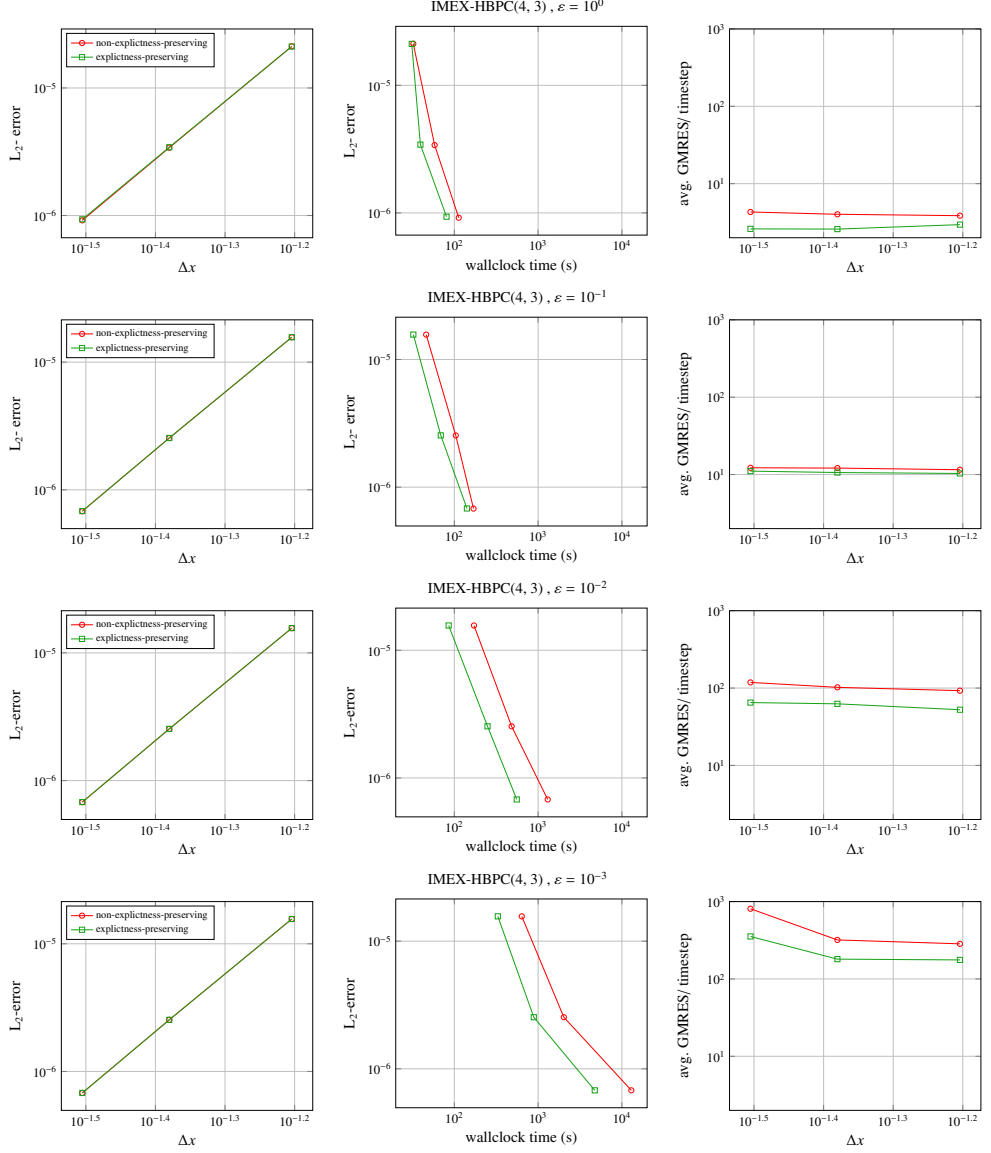 IMEX-HBPC(4, 3) , ε = 10⁰
non-explictness-preserving
explictness-preserving
10⁻⁵
10⁻⁶
L₂- error
10⁻¹·⁵ 10⁻¹·⁴ 10⁻¹·³ 10⁻¹·²
Δx
10⁻⁵
10⁻⁶
L₂- error
10² 10³ 10⁴
wallclock time (s)
10³
10²
10¹
avg. GMRES/ timestep
10⁻¹·⁵ 10⁻¹·⁴ 10⁻¹·³ 10⁻¹·²
Δx
IMEX-HBPC(4, 3) , ε = 10⁻¹
non-explictness-preserving
explictness-preserving
10⁻⁵
10⁻⁶
L₂- error
10⁻¹·⁵ 10⁻¹·⁴ 10⁻¹·³ 10⁻¹·²
Δx
10⁻⁵
10⁻⁶
L₂- error
10² 10³ 10⁴
wallclock time (s)
10³
10²
10¹
avg. GMRES/ timestep
10⁻¹·⁵ 10⁻¹·⁴ 10⁻¹·³ 10⁻¹·²
Δx
IMEX-HBPC(4, 3) , ε = 10⁻²
non-explictness-preserving
explictness-preserving
10⁻⁵
10⁻⁶
L₂-error
10⁻¹·⁵ 10⁻¹·⁴ 10⁻¹·³ 10⁻¹·²
Δx
10⁻⁵
10⁻⁶
L₂-error
10² 10³ 10⁴
wallclock time (s)
10³
10²
10¹
avg. GMRES/ timestep
10⁻¹·⁵ 10⁻¹·⁴ 10⁻¹·³ 10⁻¹·²
Δx
IMEX-HBPC(4, 3) , ε = 10⁻³
non-explictness-preserving
explictness-preserving
10⁻⁵
10⁻⁶
L₂-error
10⁻¹·⁵ 10⁻¹·⁴ 10⁻¹·³ 10⁻¹·²
Δx
10⁻⁵
10⁻⁶
L₂-error
10² 10³ 10⁴
wallclock time (s)
10³
10²
10¹
avg. GMRES/ timestep
10⁻¹·⁵ 10⁻¹·⁴ 10⁻¹·³ 10⁻¹·²
Δx